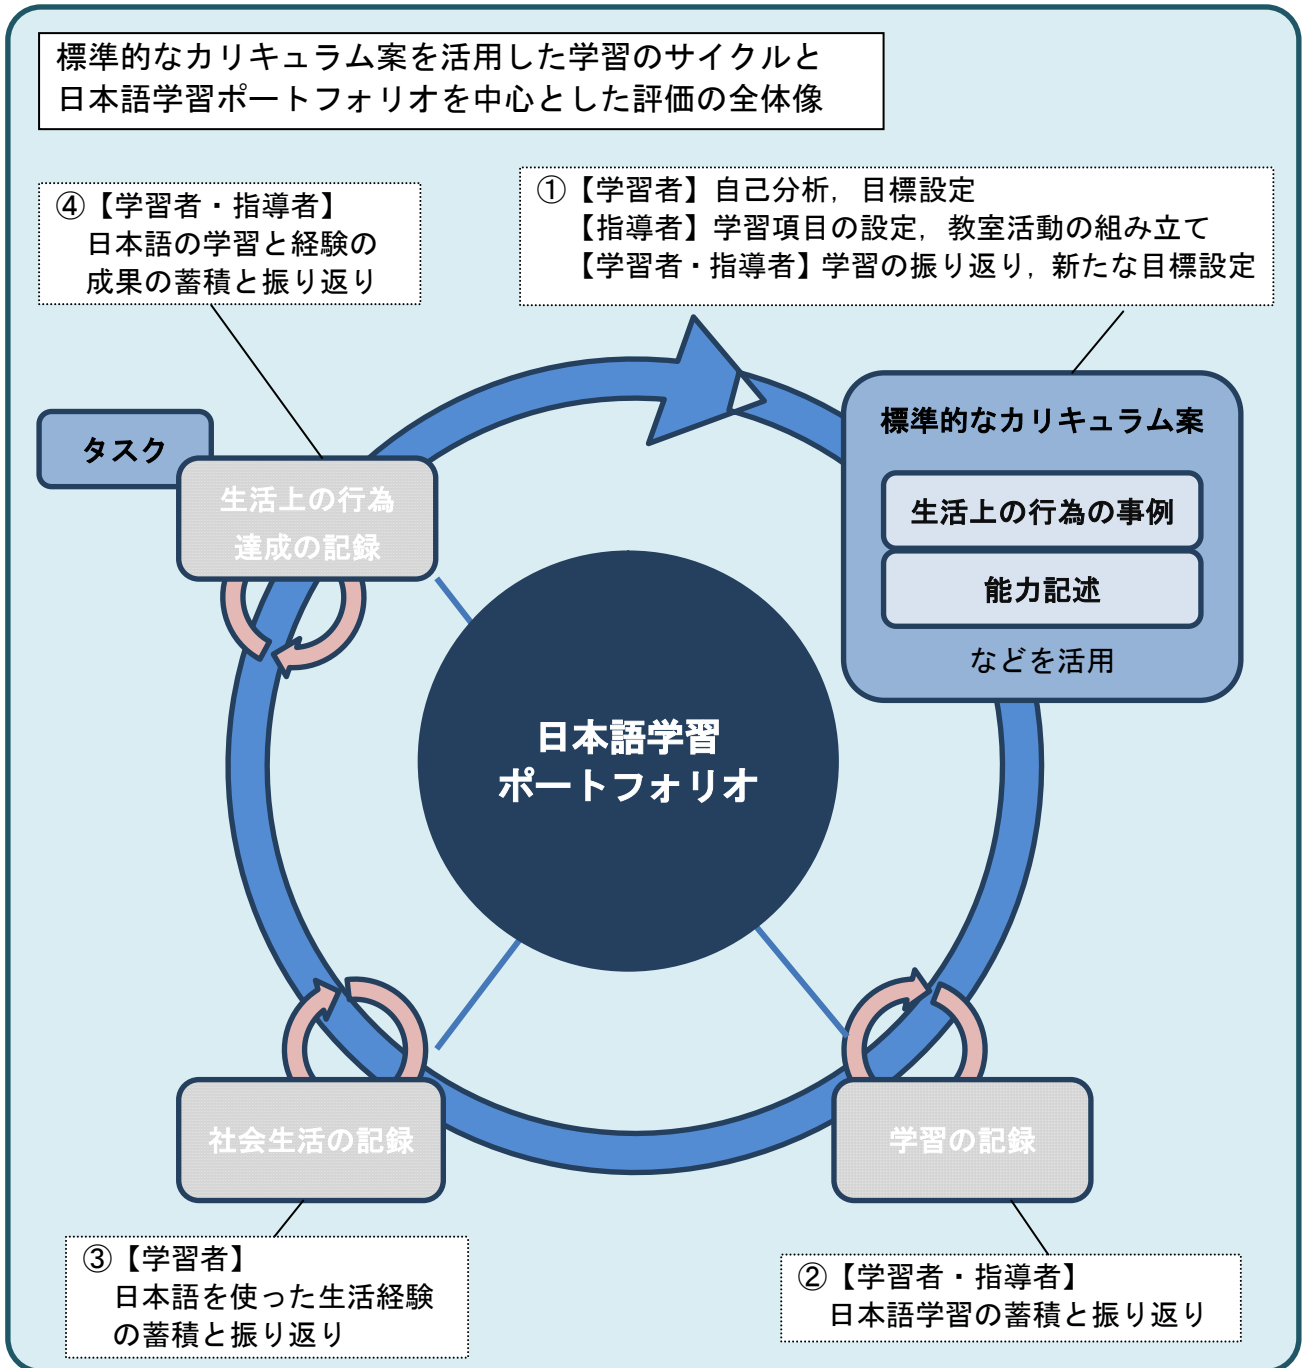 標準的なカリキュラム案を活用した学習のサイクルと
日本語学習ポートフォリオを中心とした評価の全体像
①【学習者】自己分析，目標設定
【指導者】学習項目の設定，教室活動の組み立て
【学習者・指導者】学習の振り返り，新たな目標設定
④【学習者・指導者】
日本語の学習と経験の
成果の蓄積と振り返り
タスク
生活上の行為
達成の記録
標準的なカリキュラム案
生活上の行為の事例
能力記述
などを活用
日本語学習
ポートフォリオ
社会生活の記録
学習の記録
③【学習者】
日本語を使った生活経験
の蓄積と振り返り
②【学習者・指導者】
日本語学習の蓄積と振り返り